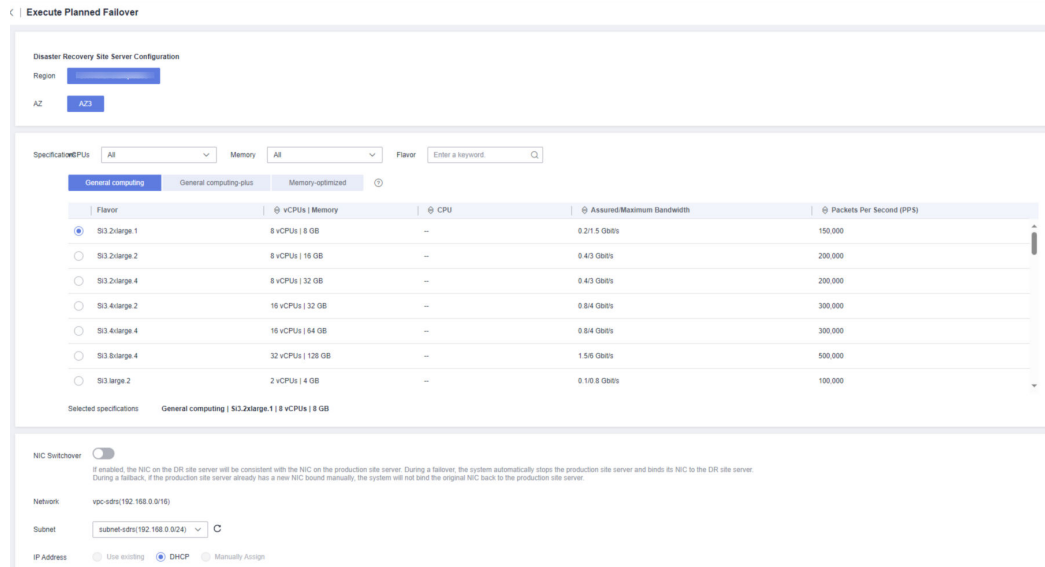 Execute Planned Failover
Disaster Recovery Site Server Configuration
Region
AZ AZ3
Specification vCPUs All Memory All Flavor Enter a keyword.
General computing General computing-plus Memory-optimized
Flavor vCPUs | Memory CPU Assured/Maximum Bandwidth Packets Per Second (PPS)
Si3.2xlarge.1 8 vCPUs | 8 GB -- 0.2/1.5 Gbit/s 150,000
Si3.2xlarge.2 8 vCPUs | 16 GB -- 0.4/3 Gbit/s 200,000
Si3.2xlarge.4 8 vCPUs | 32 GB -- 0.4/3 Gbit/s 200,000
Si3.4xlarge.2 16 vCPUs | 32 GB -- 0.8/4 Gbit/s 300,000
Si3.4xlarge.4 16 vCPUs | 64 GB -- 0.8/4 Gbit/s 300,000
Si3.8xlarge.4 32 vCPUs | 128 GB -- 1.5/6 Gbit/s 500,000
Si3.large.2 2 vCPUs | 4 GB -- 0.1/0.8 Gbit/s 100,000
Selected specifications General computing | Si3.2xlarge.1 | 8 vCPUs | 8 GB
NIC Switchover
If enabled, the NIC on the DR site server will be consistent with the NIC on the production site server. During a failover, the system automatically stops the production site server and binds its NIC to the DR site server.
During a failback, if the production site server already has a new NIC bound manually, the system will not bind the original NIC back to the production site server.
Network vpc-sdrs(192.168.0.0/16)
Subnet subnet-sdrs(192.168.0.0/24)
IP Address Use existing DHCP Manually Assign